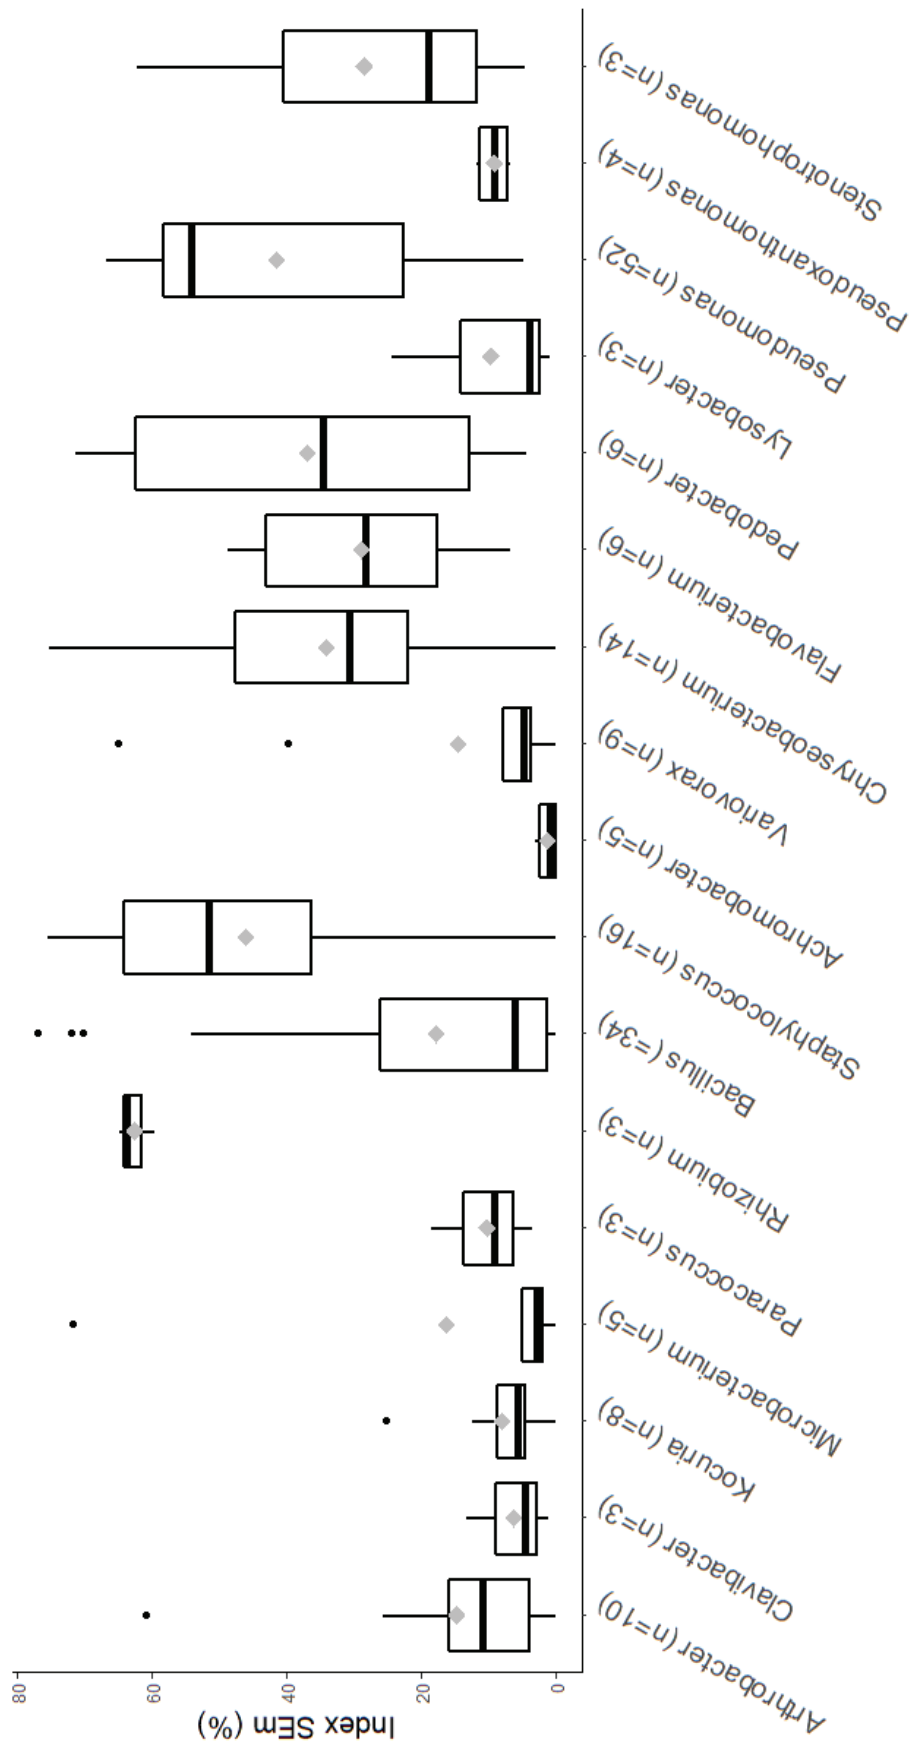 Index SEm (%)
80
60
40
20
0
Arthrobacter (n=10)
Clavibacter (n=3)
Kocuria (n=8)
Microbacterium (n=5)
Paracoccus (n=3)
Rhizobium (n=3)
Bacillus (=34)
Staphylococcus (n=16)
Achromobacter (n=5)
Variovorax (n=9)
Chryseobacterium (n=14)
Flavobacterium (n=6)
Pedobacter (n=6)
Lysobacter (n=3)
Pseudomonas (n=52)
Pseudoxanthomonas (n=4)
Stenotrophomonas (n=3)